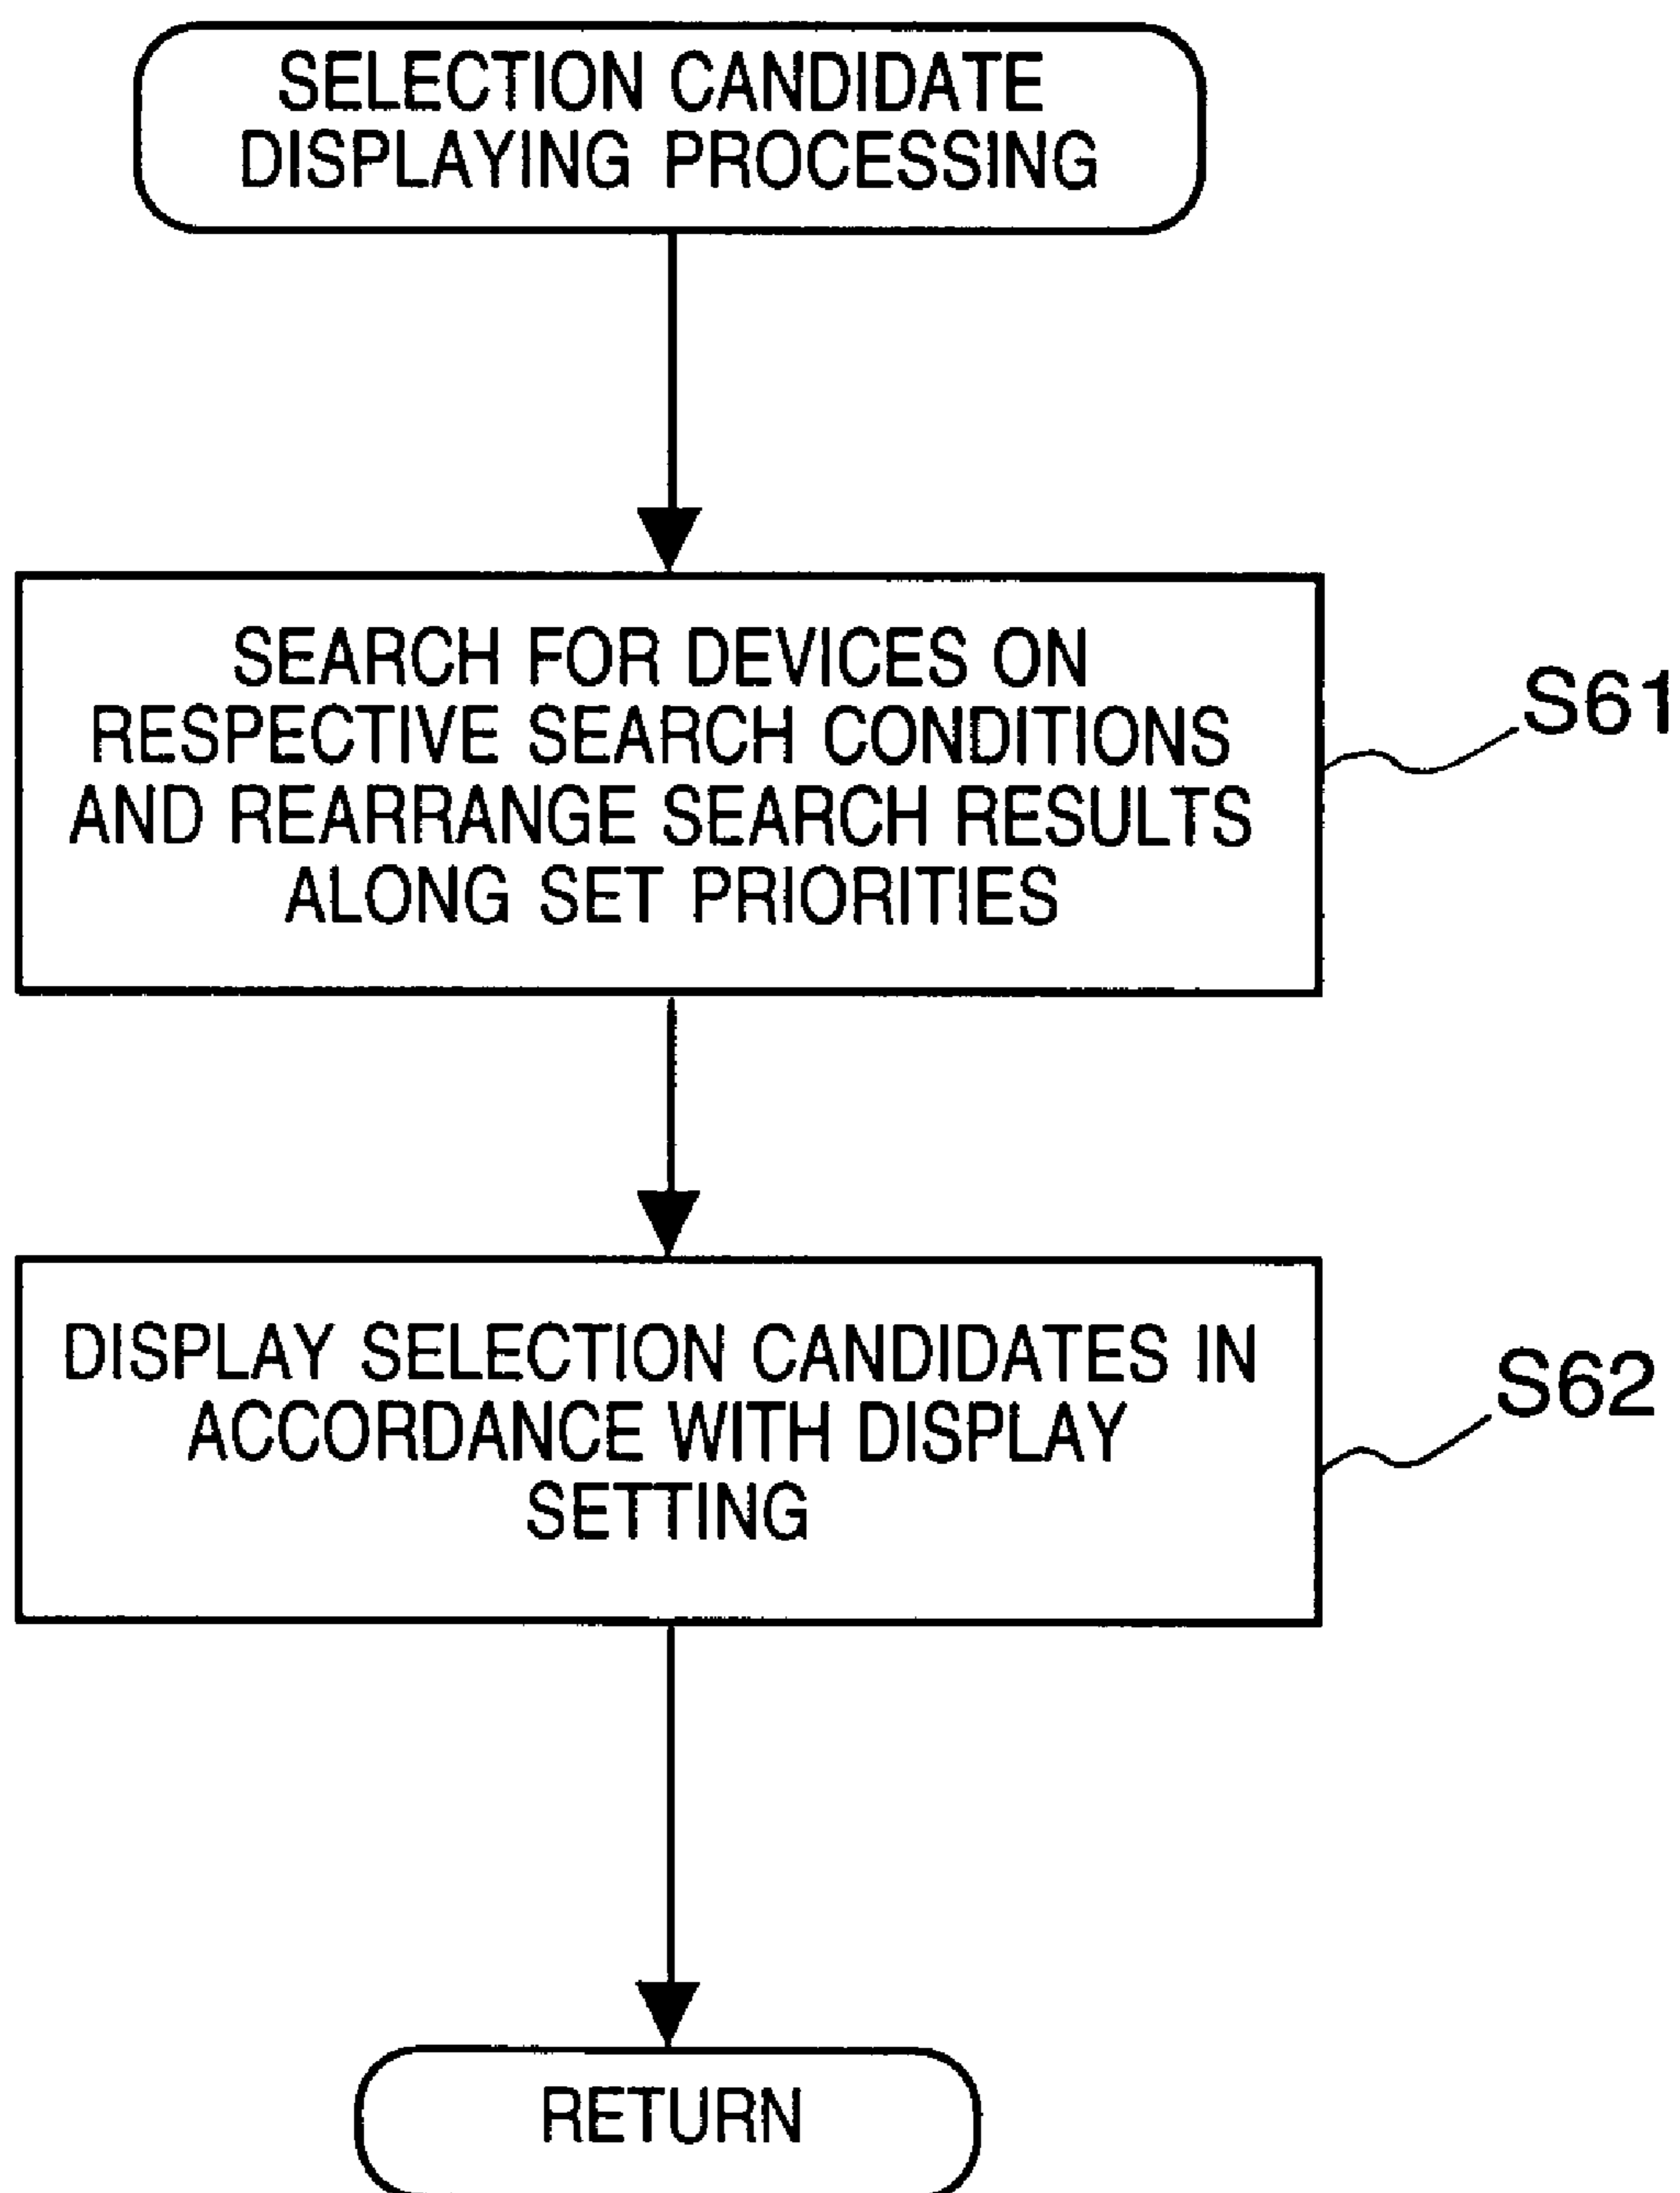 SELECTION CANDIDATE
DISPLAYING PROCESSING
SEARCH FOR DEVICES ON
RESPECTIVE SEARCH CONDITIONS
AND REARRANGE SEARCH RESULTS
ALONG SET PRIORITIES
S61
DISPLAY SELECTION CANDIDATES IN
ACCORDANCE WITH DISPLAY
SETTING
S62
RETURN